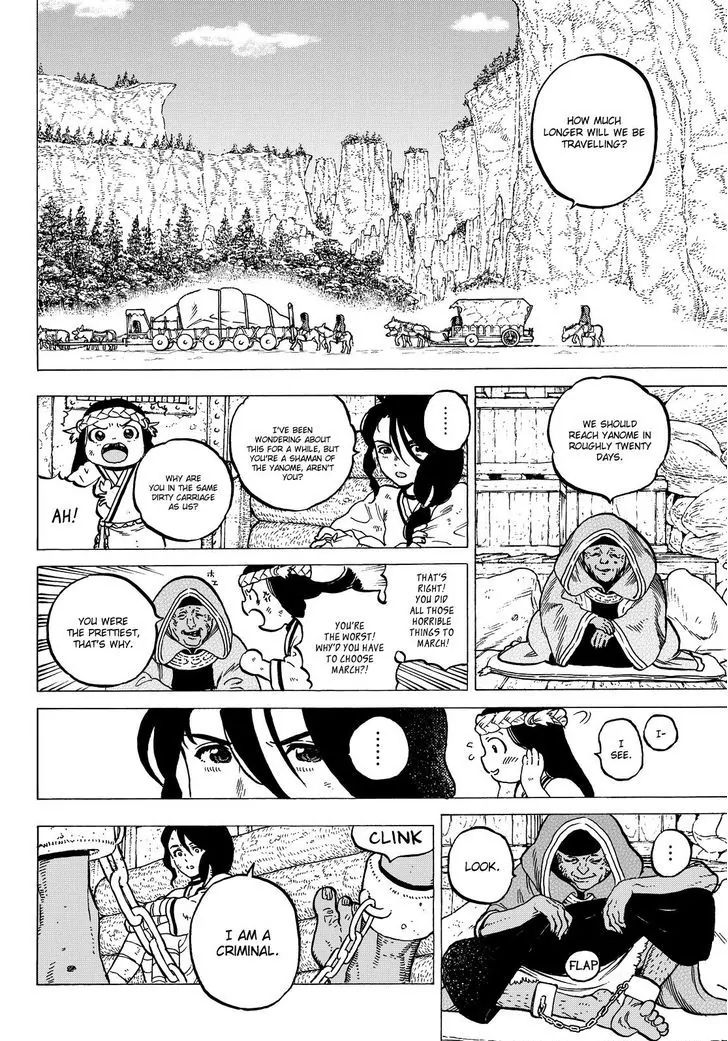 HOW MUCH
LONGER WILL WE BE
TRAVELLING?
WE SHOULD
REACH YANOME IN
ROUGHLY TWENTY
DAYS.
....
I'VE BEEN
WONDERING ABOUT
THIS FOR A WHILE, BUT
YOU'RE A SHAMAN
OF THE YANOME, AREN'T
YOU?
WHY ARE
YOU IN THE SAME
DIRTY CARRIAGE
AS US?
AH!
THAT'S
RIGHT!
YOU DID
ALL THOSE
HORRIBLE
THINGS TO
MARCH!
YOU'RE
THE WORST!
WHY'D YOU HAVE
TO CHOOSE
MARCH?!
YOU WERE
THE PRETTIEST,
THAT'S WHY.
I-
I
SEE.
....
...
LOOK.
FLAP
CLINK
I AM A
CRIMINAL.